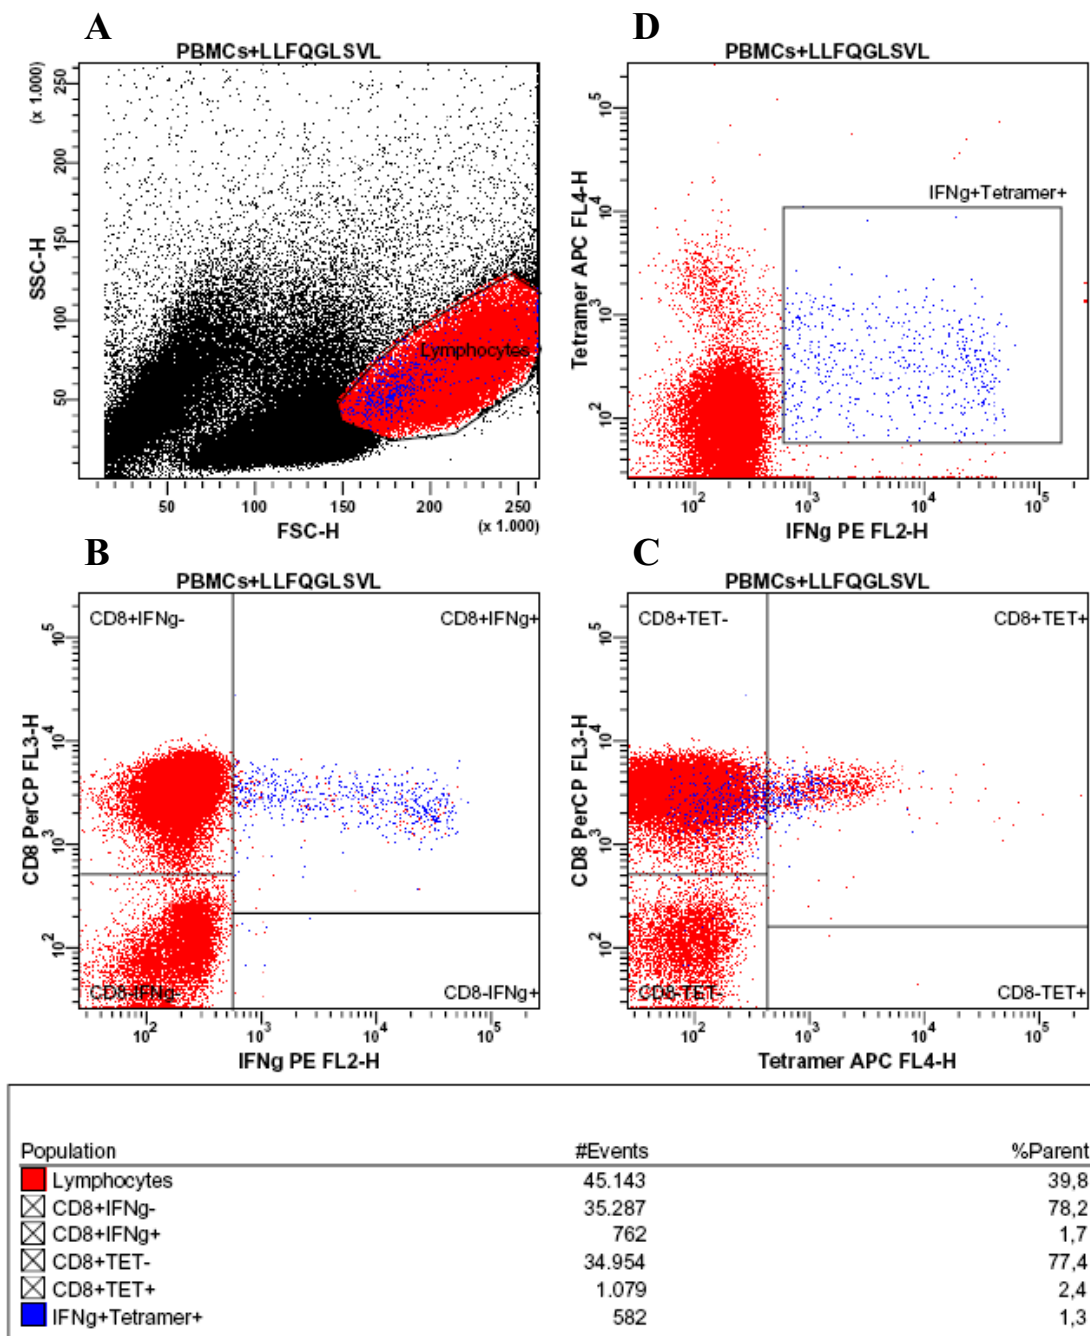 A
PBMCs+LLFQGLSVL
(x 1.000)
250
200
150
100
50
SSC-H
Lymphocytes
50 100 150 200 250
FSC-H
(x 1.000)
D
PBMCs+LLFQGLSVL
Tetramer APC FL4-H
10^5
10^4
10^3
10^2
IFNg+Tetramer+
10^2 10^3 10^4 10^5
IFNg PE FL2-H
B
PBMCs+LLFQGLSVL
CD8+IFNg- CD8+IFNg+
CD8 PerCP FL3-H
10^5
10^4
10^3
10^2
CD8-IFNg- CD8-IFNg+
10^2 10^3 10^4 10^5
IFNg PE FL2-H
C
PBMCs+LLFQGLSVL
CD8+TET- CD8+TET+
CD8 PerCP FL3-H
10^5
10^4
10^3
10^2
CD8-TET- CD8-TET+
10^2 10^3 10^4 10^5
Tetramer APC FL4-H
Population #Events %Parent
Lymphocytes 45.143 39,8
CD8+IFNg- 35.287 78,2
CD8+IFNg+ 762 1,7
CD8+TET- 34.954 77,4
CD8+TET+ 1.079 2,4
IFNg+Tetramer+ 582 1,3